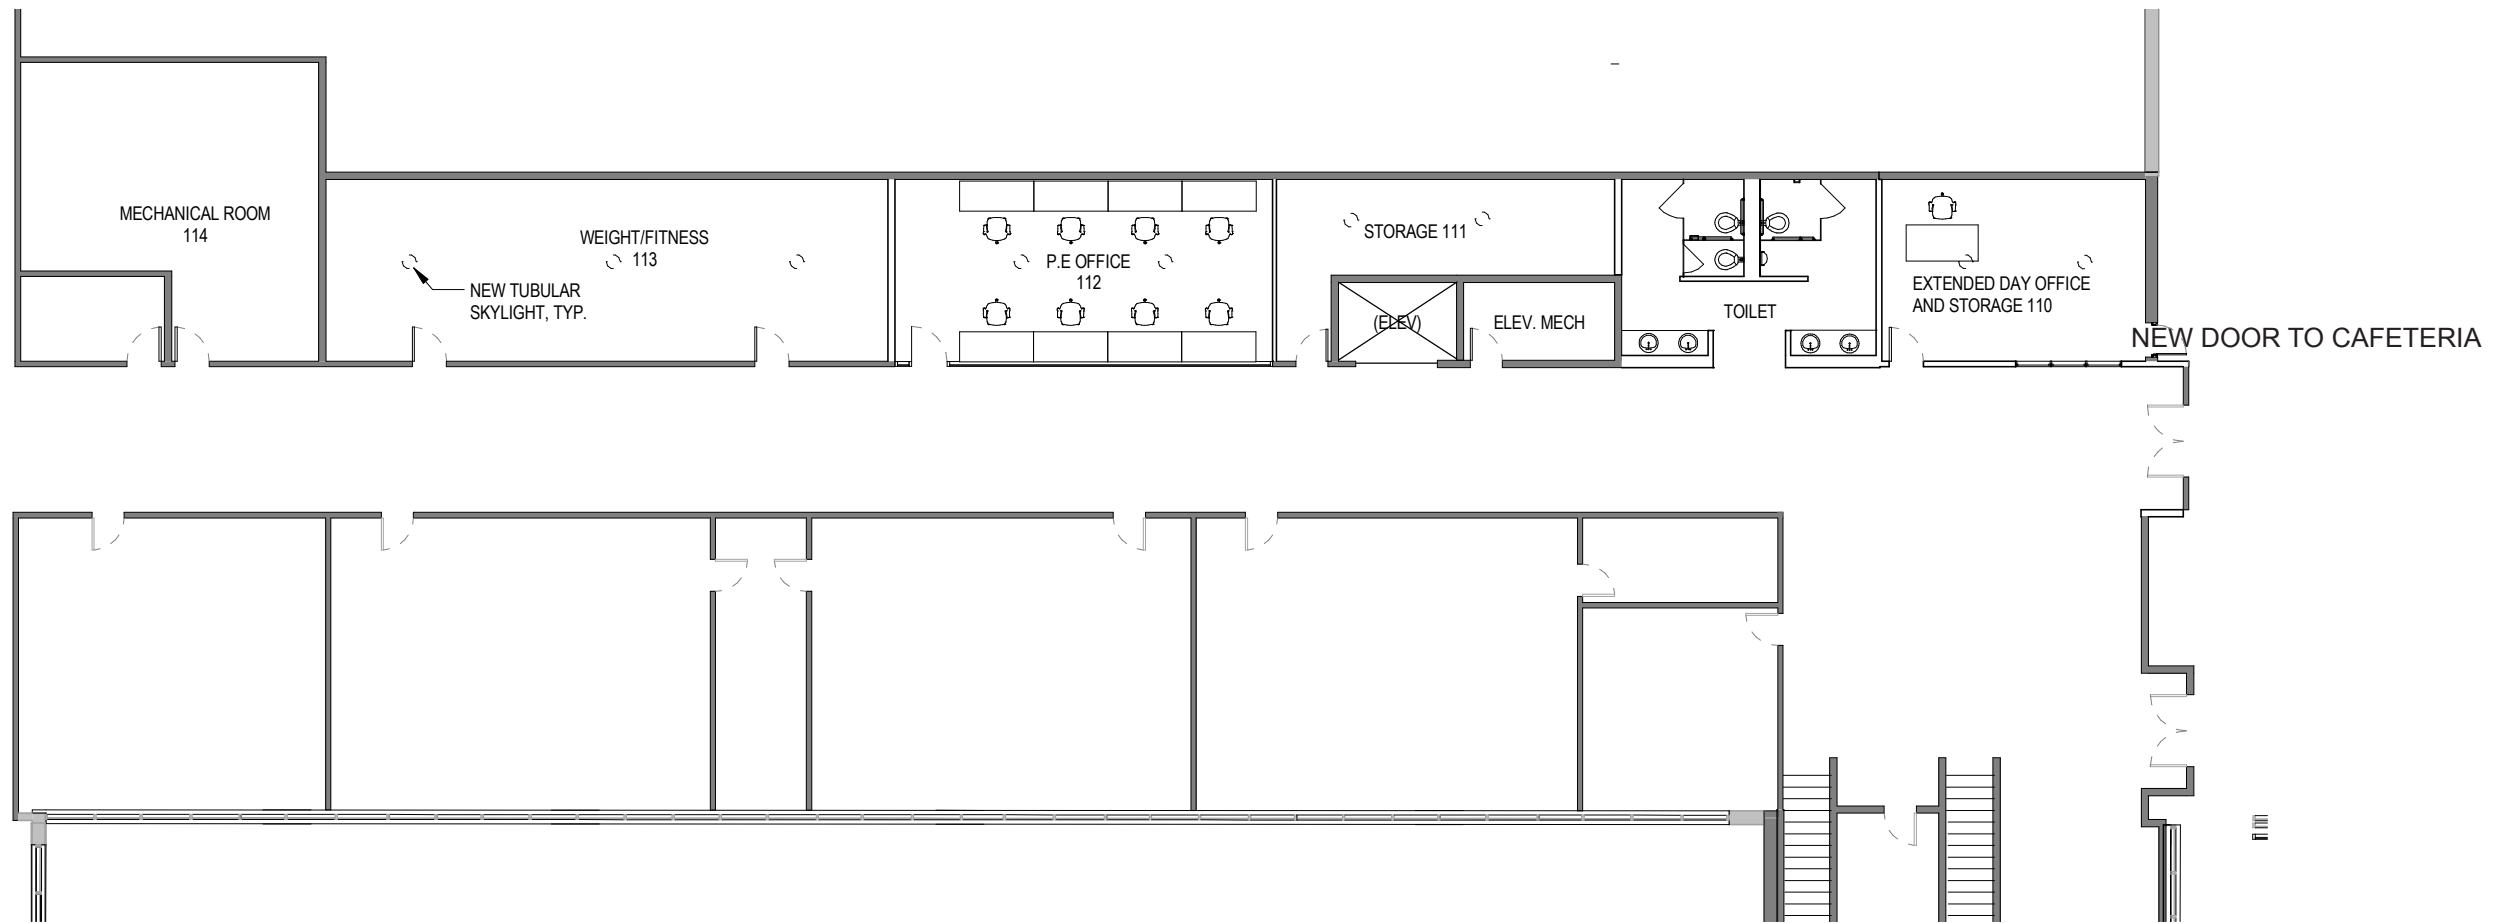 MECHANICAL ROOM
114
WEIGHT/FITNESS
113
NEW TUBULAR
SKYLIGHT, TYP.
P.E OFFICE
112
STORAGE 111
(ELEV)
ELEV. MECH
TOILET
EXTENDED DAY OFFICE
AND STORAGE 110
NEW DOOR TO CAFETERIA